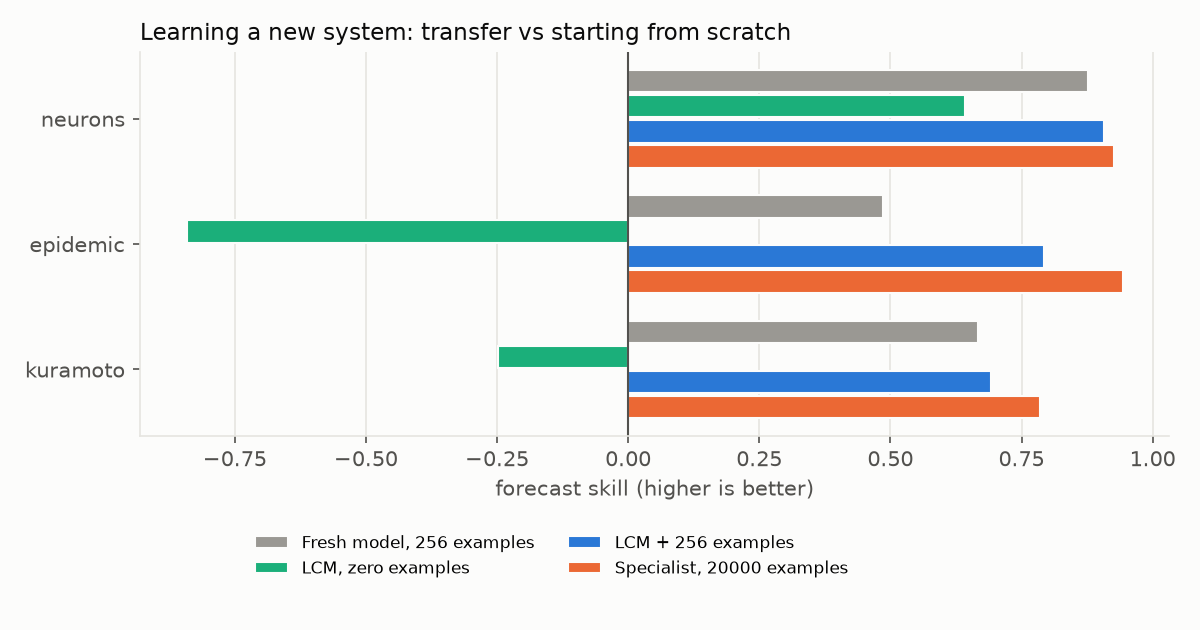 Learning a new system: transfer vs starting from scratch
neurons
epidemic
kuramoto
−0.75 −0.50 −0.25 0.00 0.25 0.50 0.75 1.00
forecast skill (higher is better)
Fresh model, 256 examples LCM + 256 examples
LCM, zero examples Specialist, 20000 examples